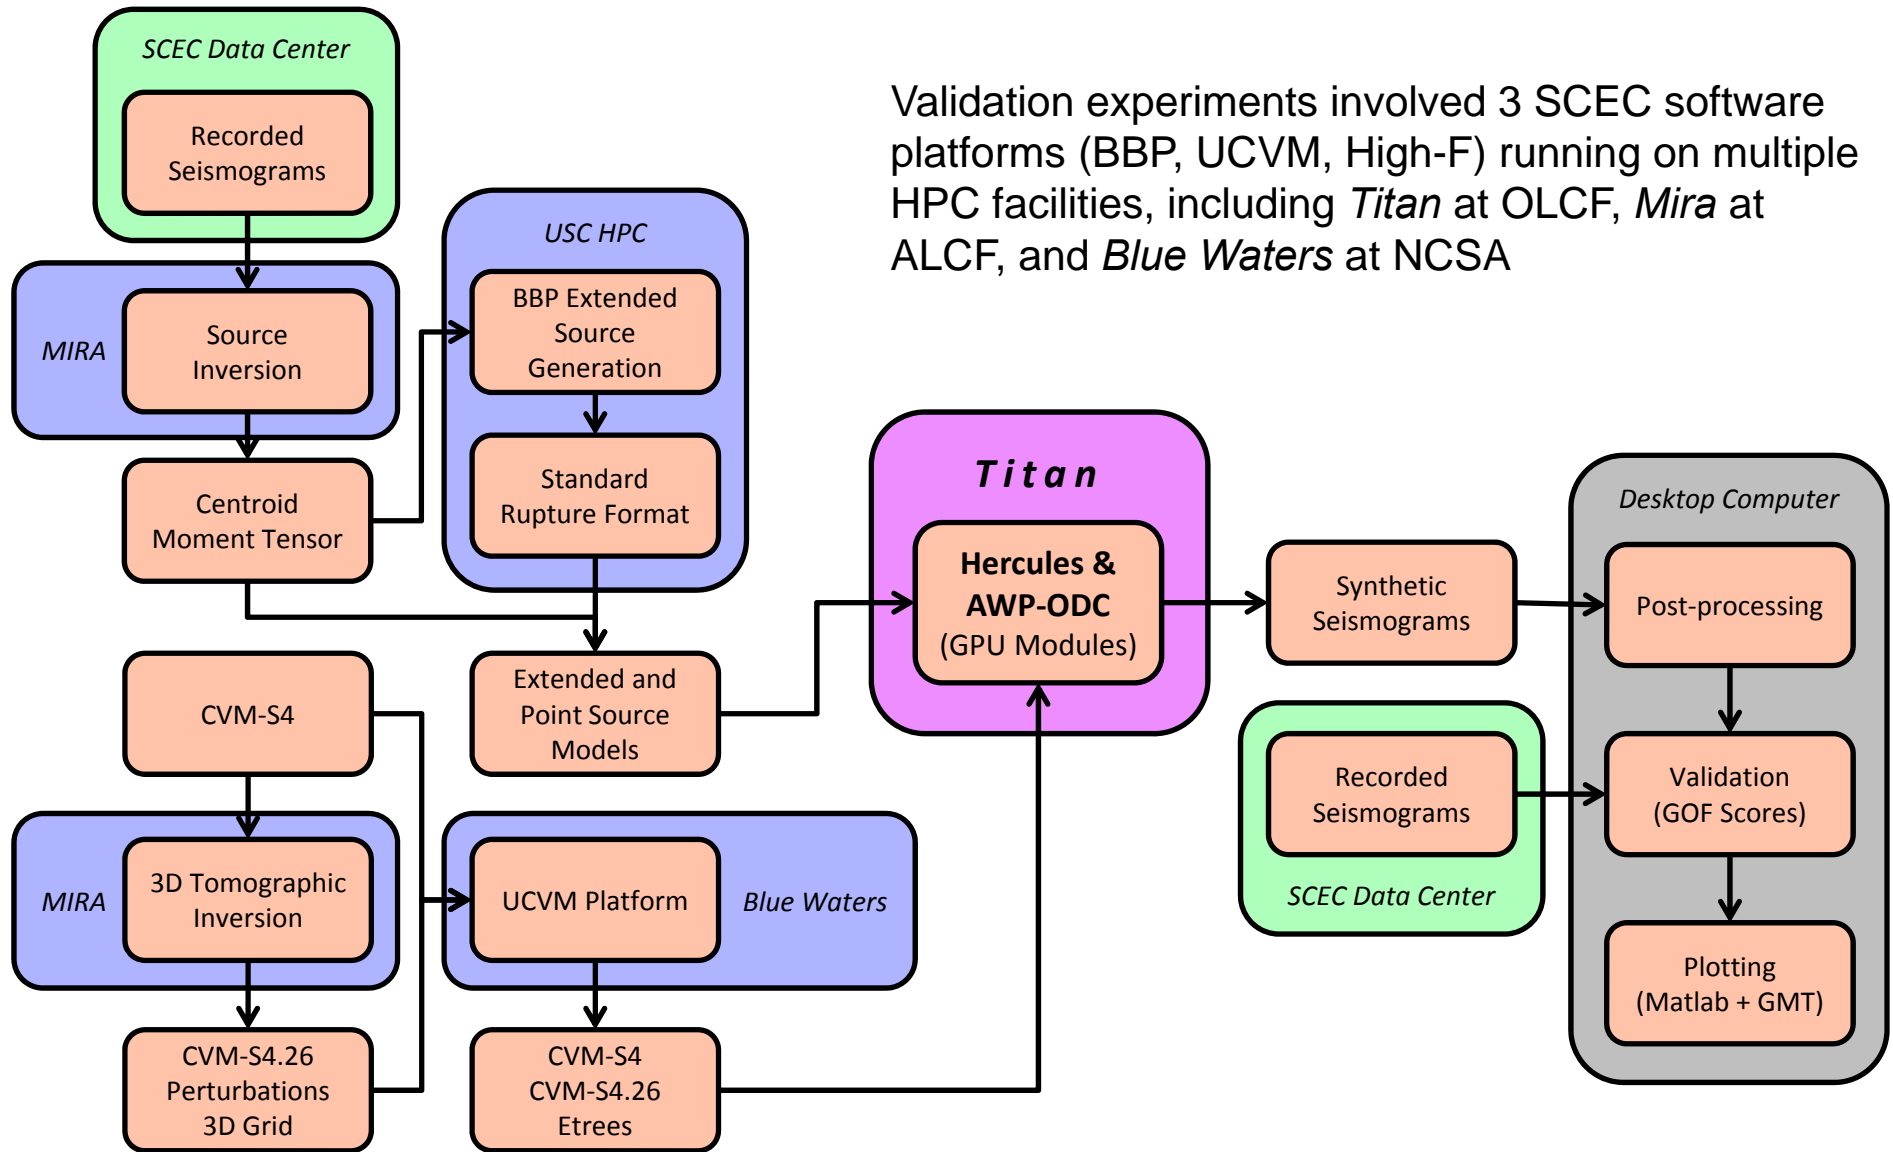 SCEC Data Center
Recorded
Seismograms
Validation experiments involved 3 SCEC software
platforms (BBP, UCVM, High-F) running on multiple
HPC facilities, including Titan at OLCF, Mira at
ALCF, and Blue Waters at NCSA
MIRA
Source
Inversion
Centroid
Moment Tensor
USC HPC
BBP Extended
Source
Generation
Standard
Rupture Format
Extended and
Point Source
Models
CVM-S4
MIRA
3D Tomographic
Inversion
CVM-S4.26
Perturbations
3D Grid
UCVM Platform
Blue Waters
CVM-S4
CVM-S4.26
Etrees
Titan
Hercules &
AWP-ODC
(GPU Modules)
Synthetic
Seismograms
Recorded
Seismograms
SCEC Data Center
Desktop Computer
Post-processing
Validation
(GOF Scores)
Plotting
(Matlab + GMT)